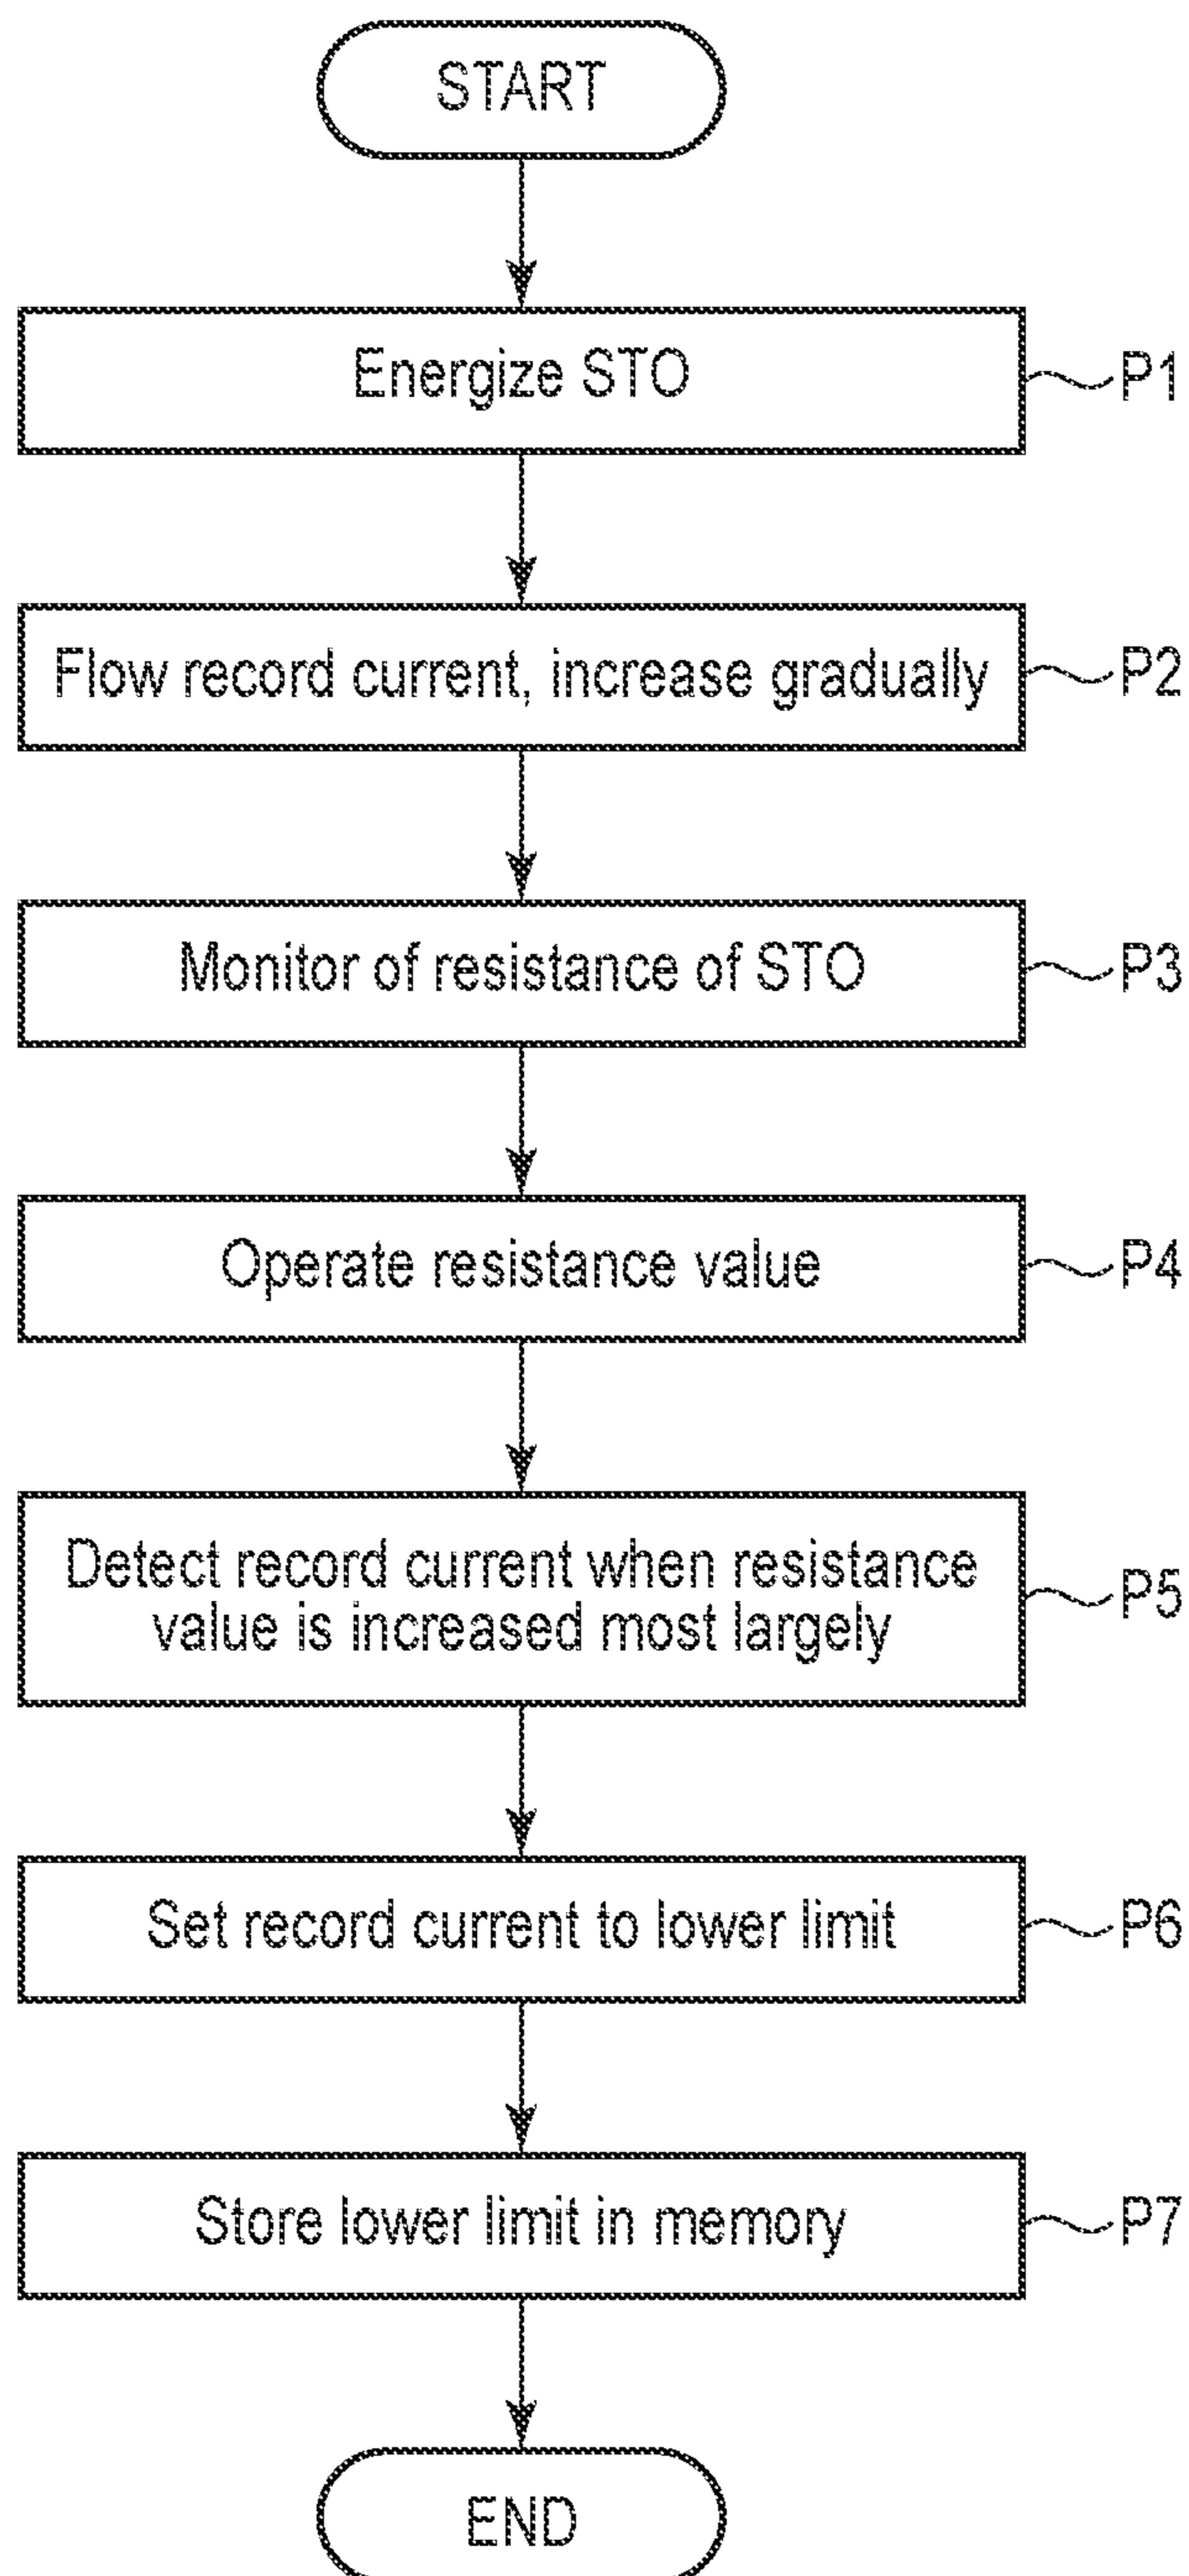 START
Energize STO
P1
Flow record current, increase gradually
P2
Monitor of resistance of STO
P3
Operate resistance value
P4
Detect record current when resistance
value is increased most largely
P5
Set record current to lower limit
P6
Store lower limit in memory
P7
END